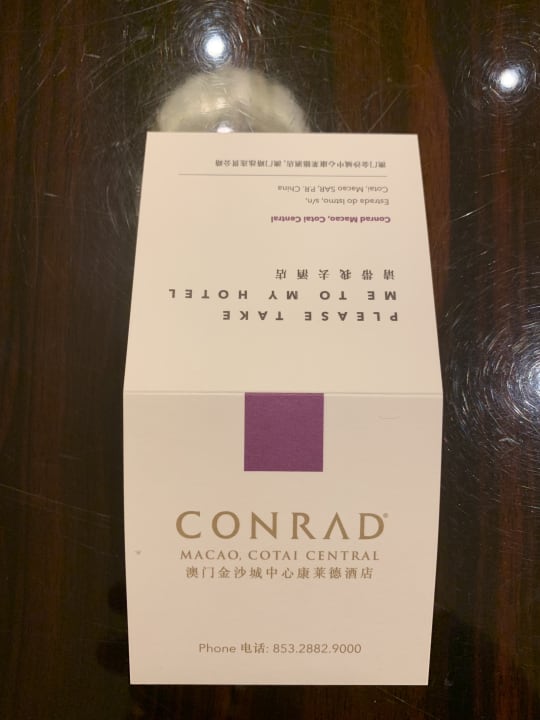 PLEASE TAKE
ME TO MY HOTEL
请带我去酒店
Conrad Macao, Cotai Central
Estrada do Istmo, s/n,
Cotai, Macao SAR, P.R. China
澳门金沙城中心康莱德酒店, 澳门路氹连贯公路
CONRAD®
MACAO, COTAI CENTRAL
澳门金沙城中心康莱德酒店
Phone 电话: 853.2882.9000